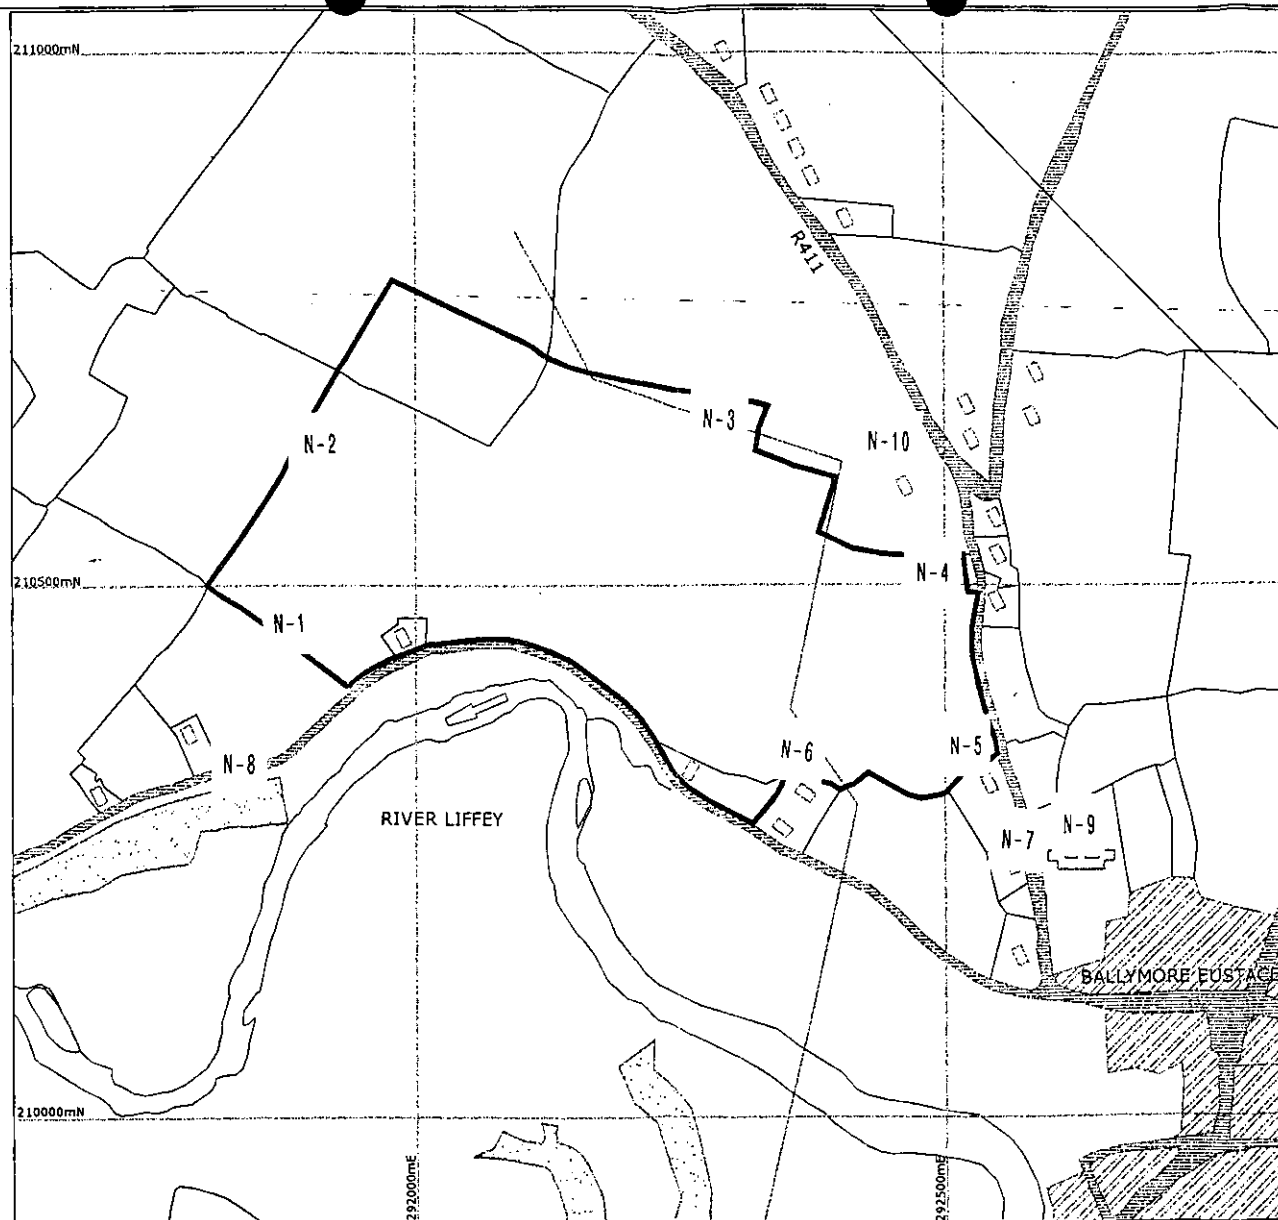 211000mN
R411
N-3
N-10
N-2
210500mN
N-4
N-1
N-5
N-6
N-8
RIVER LIFFEY
N-9
N-7
BALLYMORE EUSTACE
210000mN
292000mE
292500mE